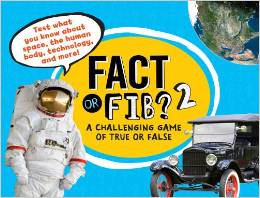 Test what
you know about
space, the human
body, technology,
and more!
FACT
OR FIB? 2
A CHALLENGING GAME
OF TRUE OR FALSE